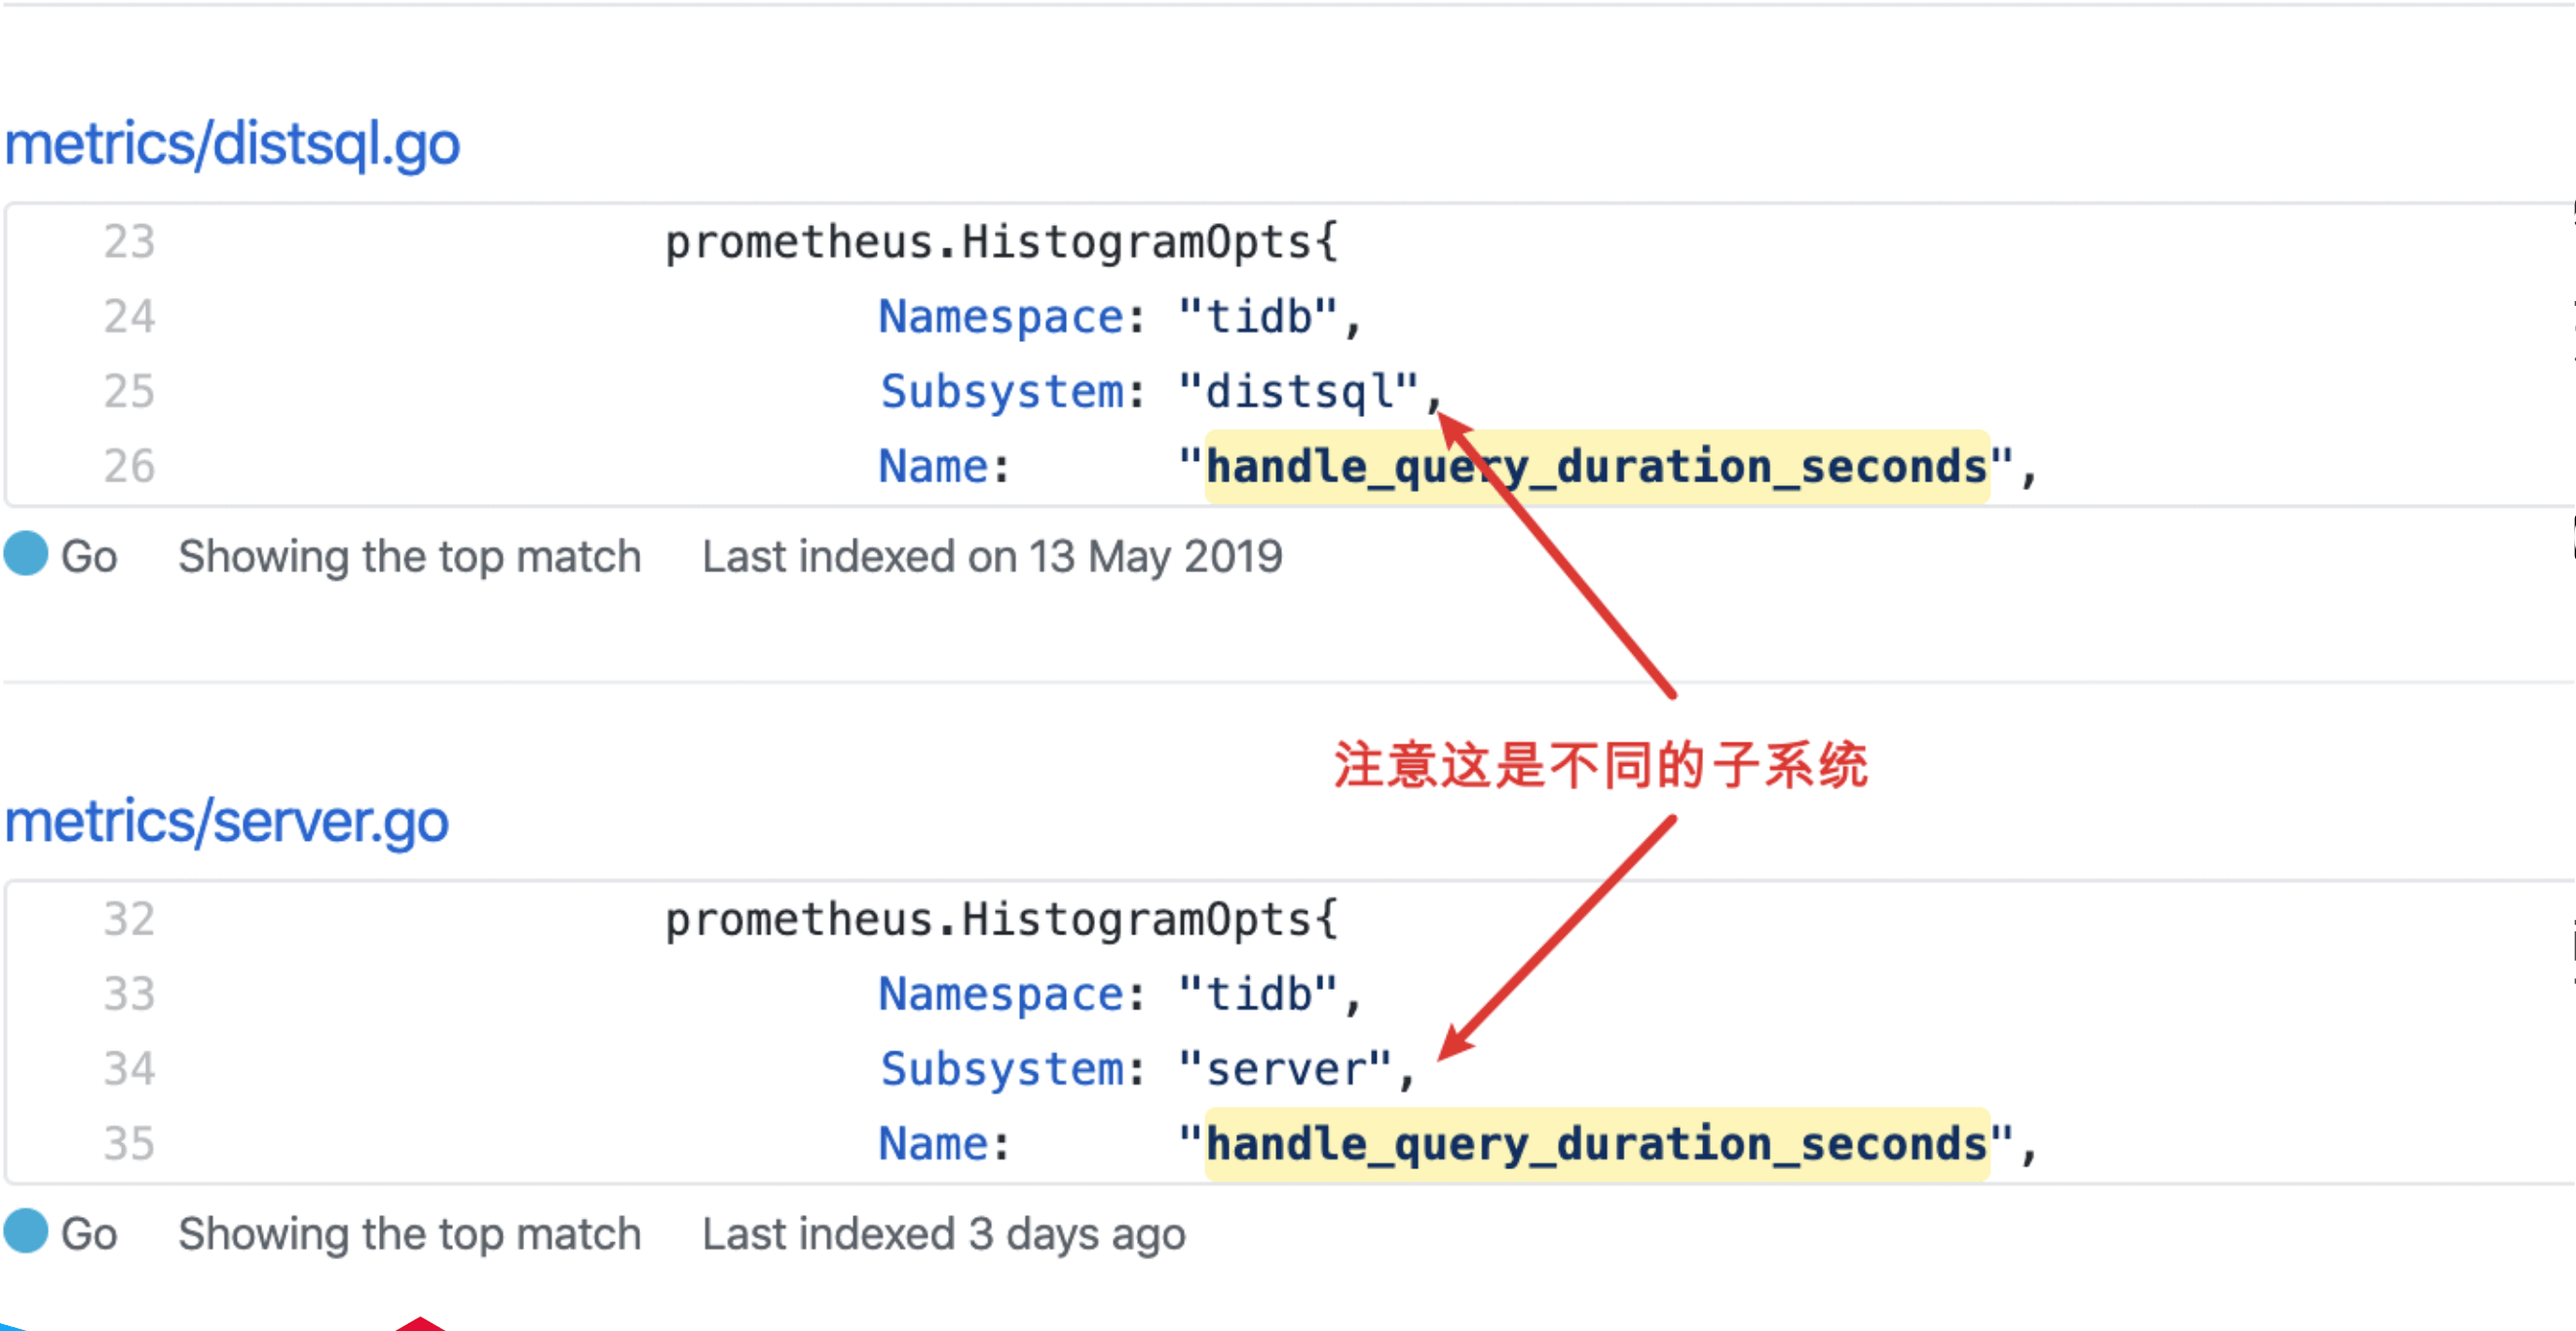 metrics/distsql.go
23 prometheus.HistogramOpts{
24 Namespace: "tidb",
25 Subsystem: "distsql",
26 Name: "handle_query_duration_seconds",
Go Showing the top match Last indexed on 13 May 2019
注意这是不同的子系统
metrics/server.go
32 prometheus.HistogramOpts{
33 Namespace: "tidb",
34 Subsystem: "server",
35 Name: "handle_query_duration_seconds",
Go Showing the top match Last indexed 3 days ago